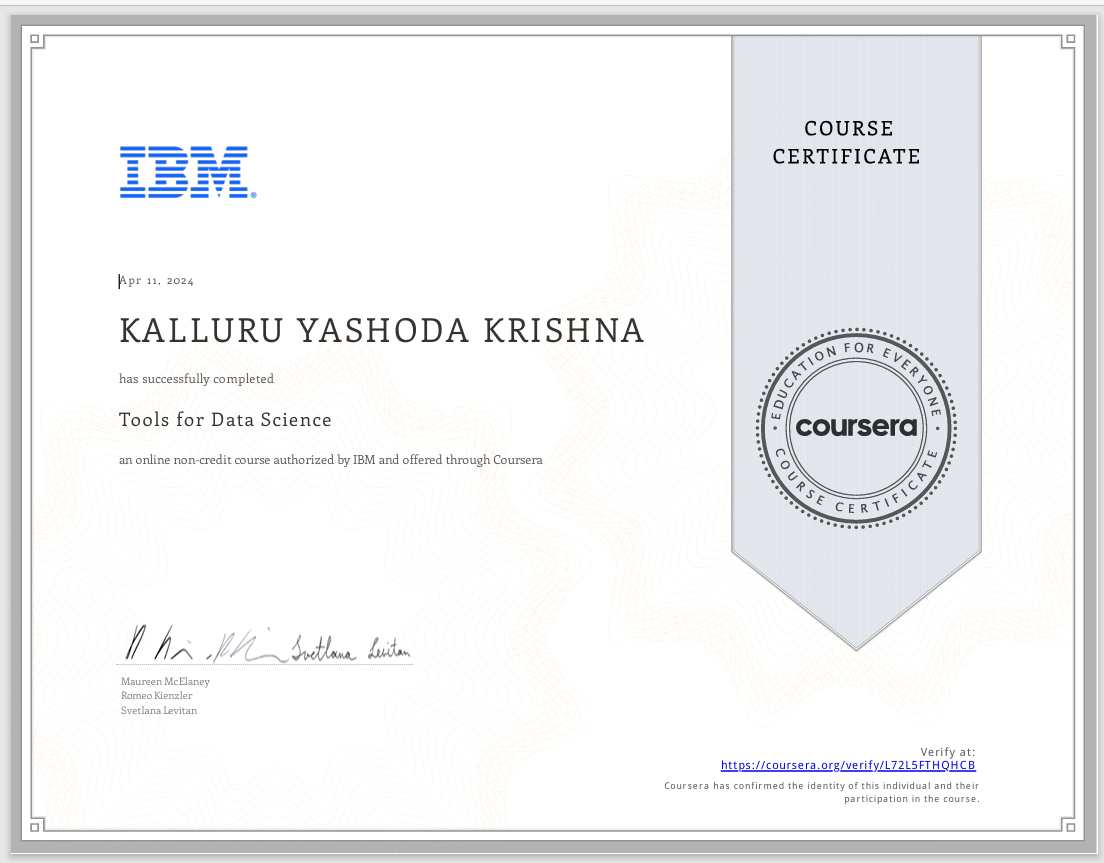 COURSE
CERTIFICATE
IBM®
Apr 11, 2024
KALLURU YASHODA KRISHNA
has successfully completed
Tools for Data Science
an online non-credit course authorized by IBM and offered through Coursera
EDUCATION FOR EVERYONE
coursera
COURSE CERTIFICATE
Svetlana Levitan
Maureen McElaney
Romeo Kienzler
Svetlana Levitan
Verify at:
https://coursera.org/verify/L72L5FTHQHCB
Coursera has confirmed the identity of this individual and their
participation in the course.